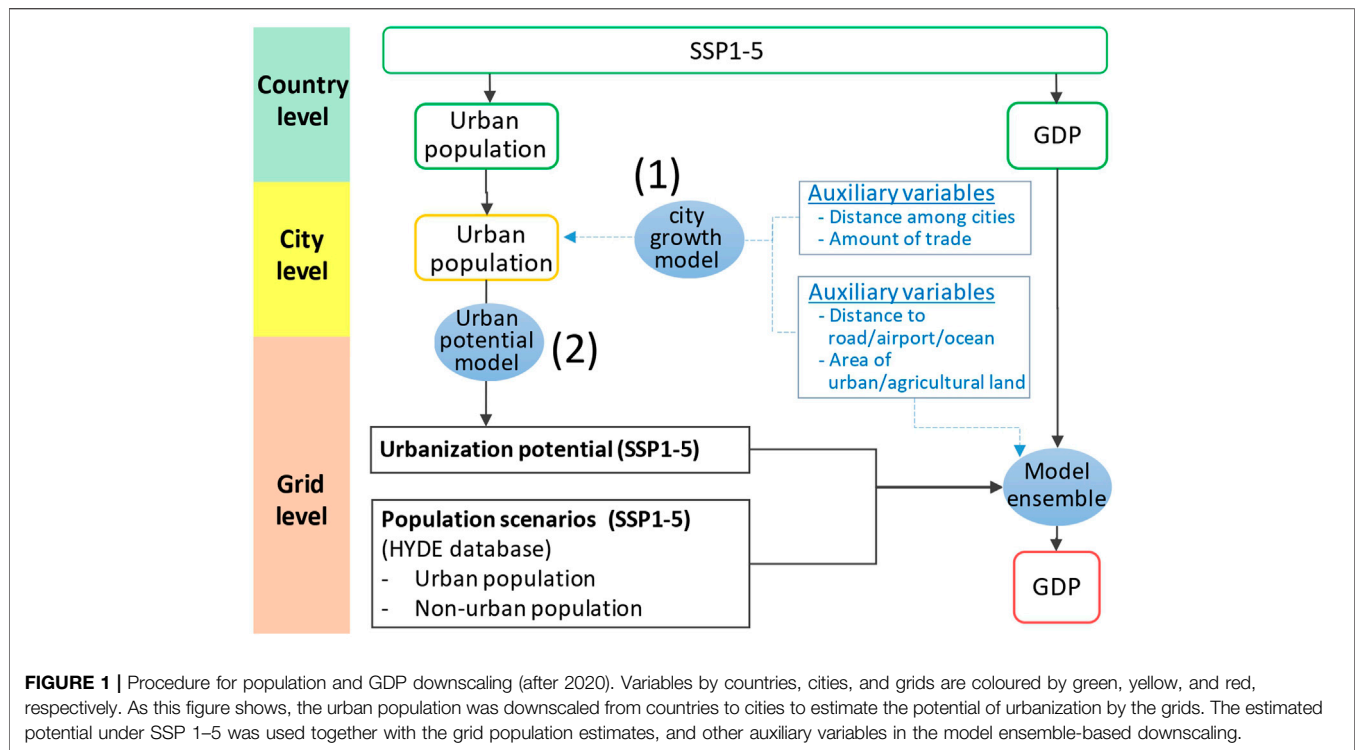 SSP1-5
Country
level
Urban
population
GDP
(1)
City
level
Urban
population
city
growth
model
Auxiliary variables
- Distance among cities
- Amount of trade
Auxiliary variables
- Distance to
road/airport/ocean
- Area of
urban/agricultural land
Urban
potential
model
(2)
Grid
level
Urbanization potential (SSP1-5)
Population scenarios (SSP1-5)
(HYDE database)
- Urban population
- Non-urban population
Model
ensemble
GDP
FIGURE 1 | Procedure for population and GDP downscaling (after 2020). Variables by countries, cities, and grids are coloured by green, yellow, and red,
respectively. As this figure shows, the urban population was downscaled from countries to cities to estimate the potential of urbanization by the grids. The estimated
potential under SSP 1–5 was used together with the grid population estimates, and other auxiliary variables in the model ensemble-based downscaling.